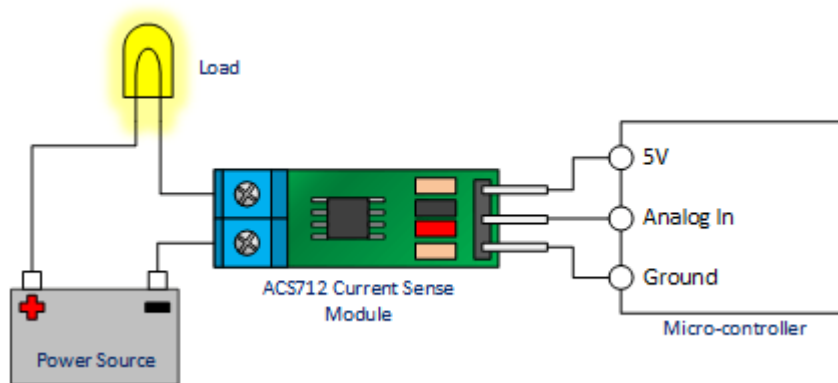 Load
5V
Analog In
Ground
ACS712 Current Sense
Module
Micro-controller
Power Source